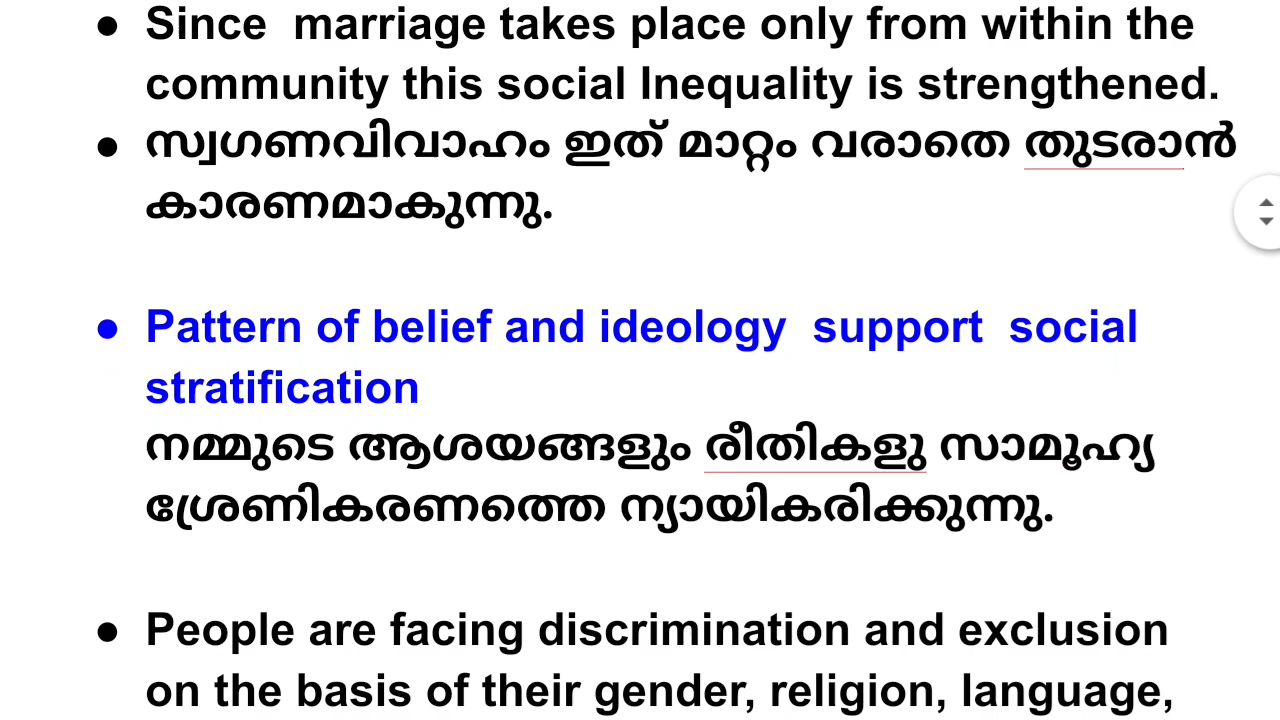 ● Since  marriage takes place only from within the
community this social Inequality is strengthened.
● സ്വഗണവിവാഹം ഇത് മാറ്റം വരാതെ തുടരാൻ
കാരണമാകുന്നു.
● Pattern of belief and ideology  support  social
stratification
നമ്മുടെ ആശയങ്ങളും രീതികളു സാമൂഹ്യ
ശ്രേണികരണത്തെ ന്യായികരിക്കുന്നു.
● People are facing discrimination and exclusion
on the basis of their gender, religion, language,